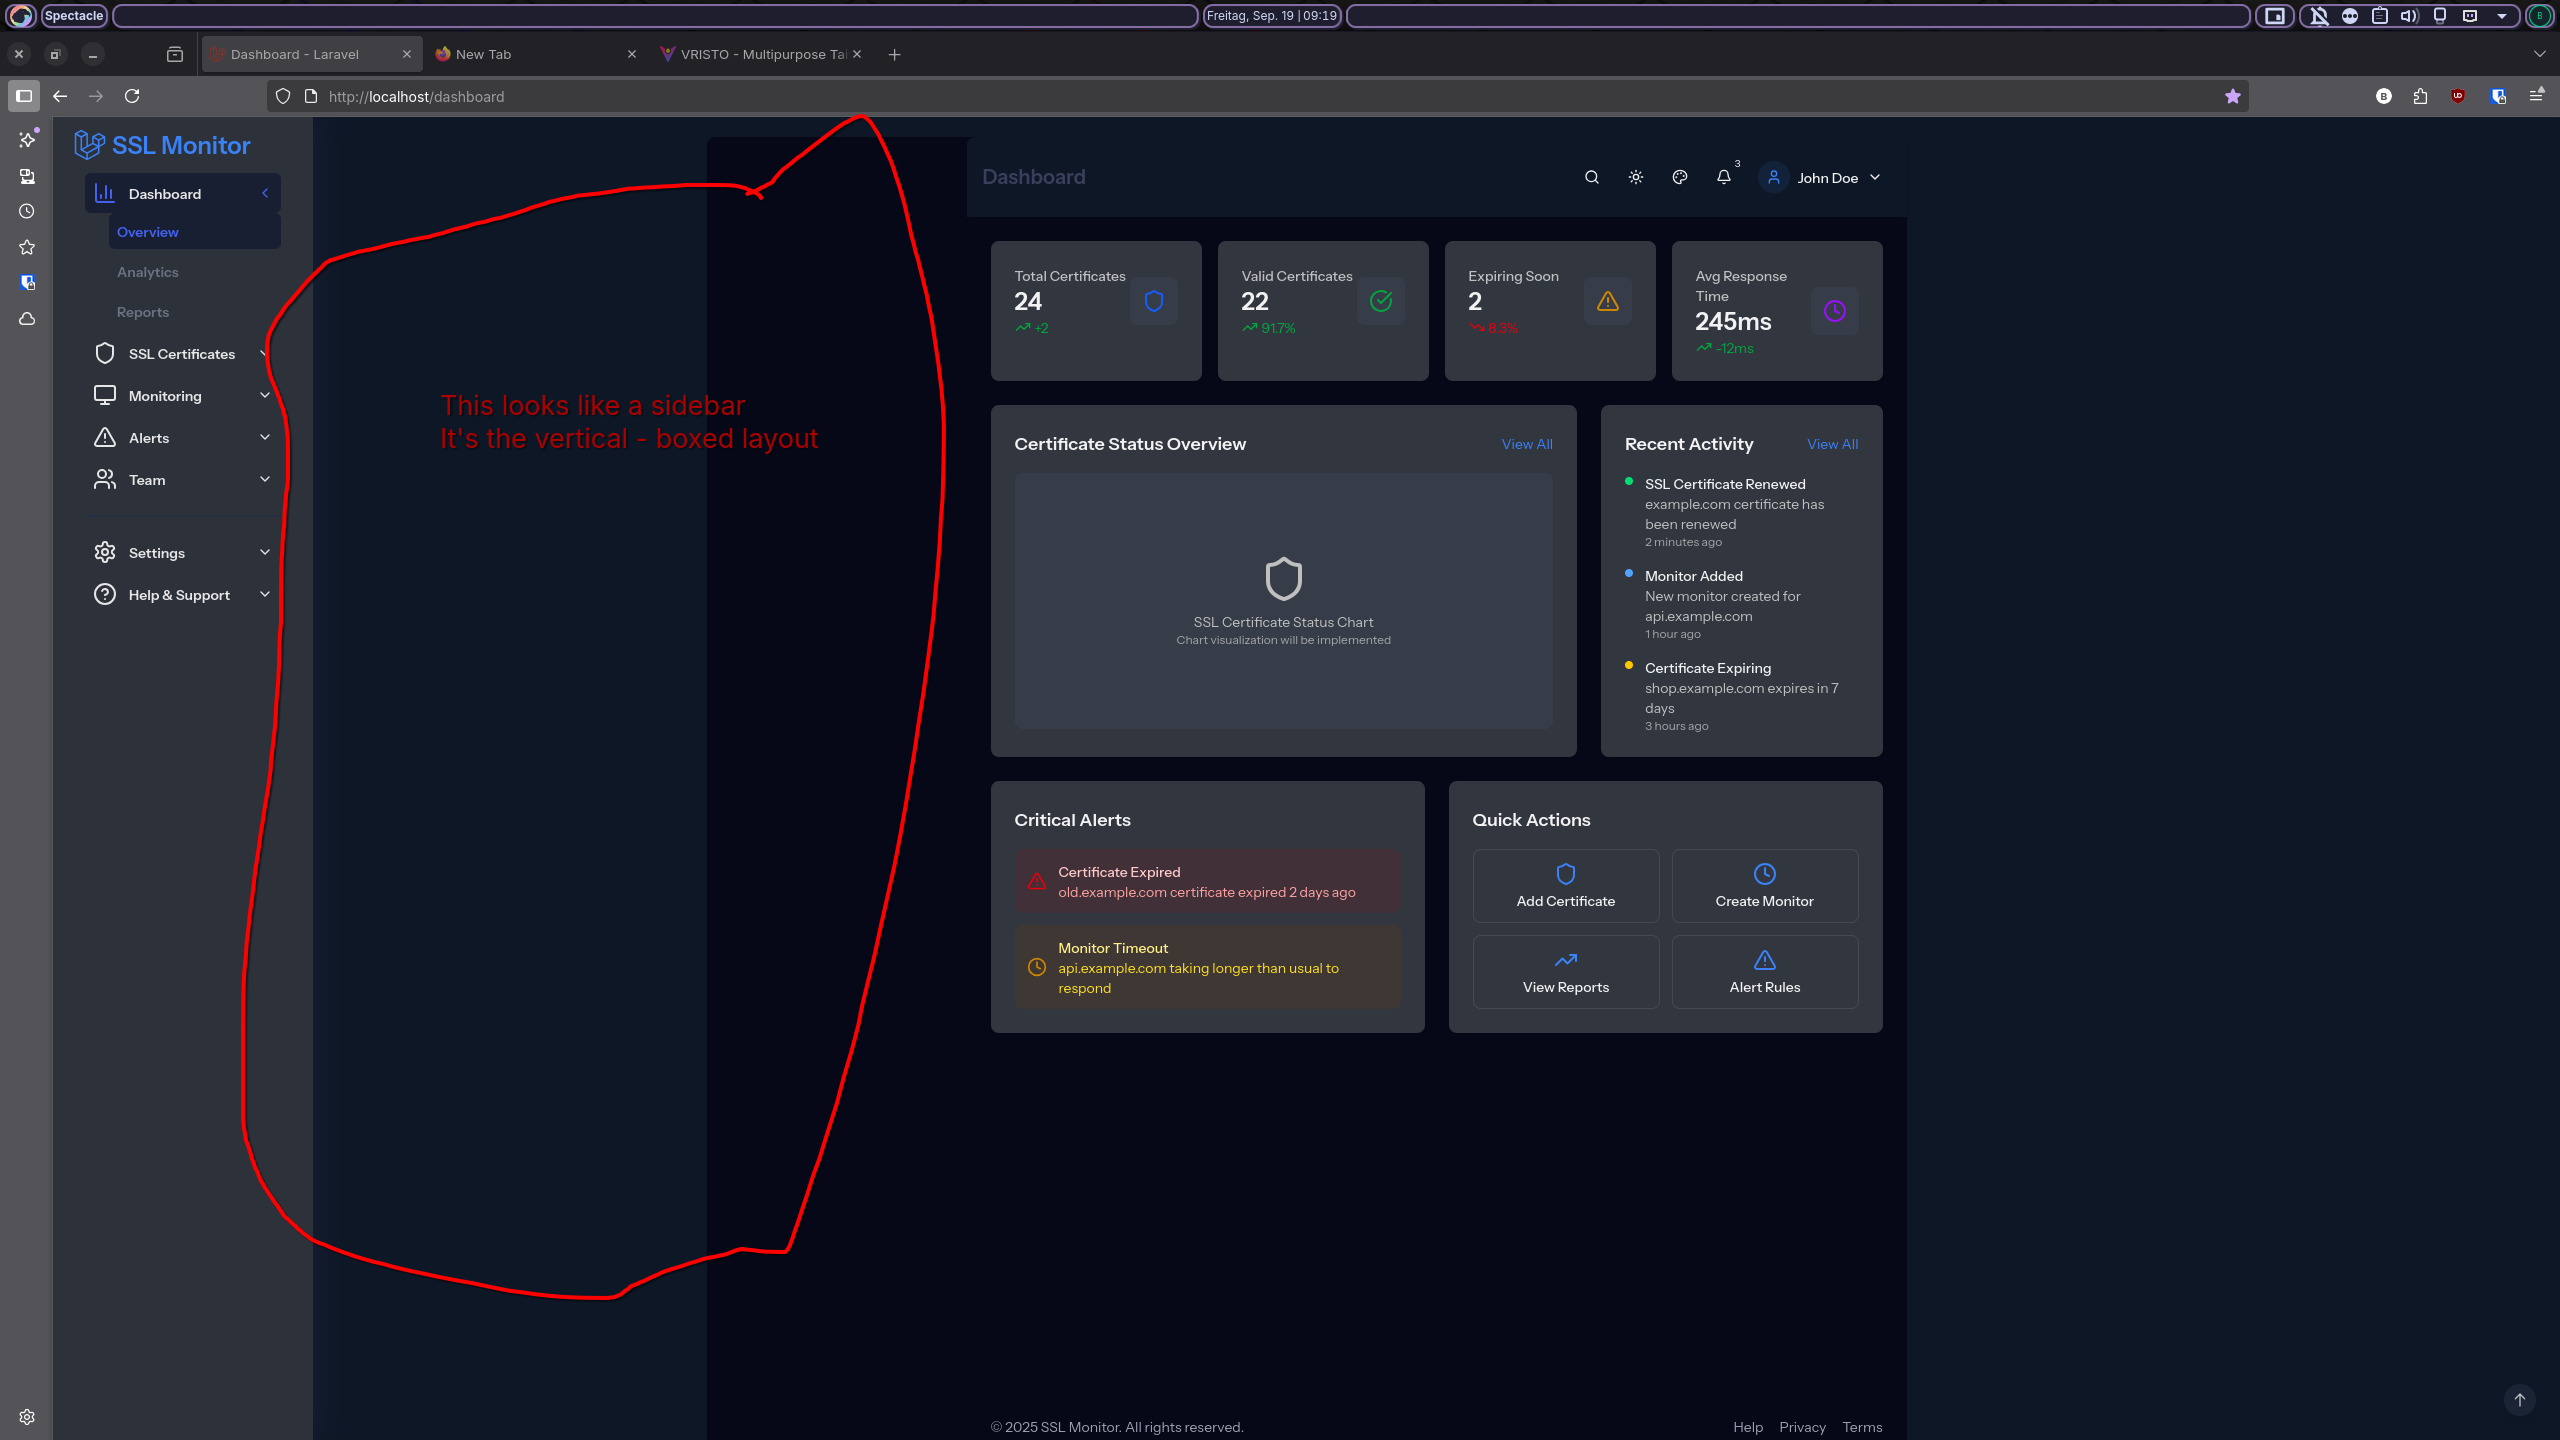 Spectacle
Freitag, Sep. 19 | 09:19
B
Dashboard - Laravel
New Tab
VRISTO - Multipurpose Tai
http://localhost/dashboard
B
UD
SSL Monitor
Dashboard
Overview
Analytics
Reports
SSL Certificates
Monitoring
Alerts
Team
Settings
Help & Support
This looks like a sidebar
It's the vertical - boxed layout
Dashboard
3
John Doe
Total Certificates
24
+2
Valid Certificates
22
91.7%
Expiring Soon
2
8.3%
Avg Response
Time
245ms
-12ms
Certificate Status Overview
View All
SSL Certificate Status Chart
Chart visualization will be implemented
Recent Activity
View All
SSL Certificate Renewed
example.com certificate has
been renewed
2 minutes ago
Monitor Added
New monitor created for
api.example.com
1 hour ago
Certificate Expiring
shop.example.com expires in 7
days
3 hours ago
Critical Alerts
Certificate Expired
old.example.com certificate expired 2 days ago
Monitor Timeout
api.example.com taking longer than usual to
respond
Quick Actions
Add Certificate
Create Monitor
View Reports
Alert Rules
© 2025 SSL Monitor. All rights reserved.
Help
Privacy
Terms